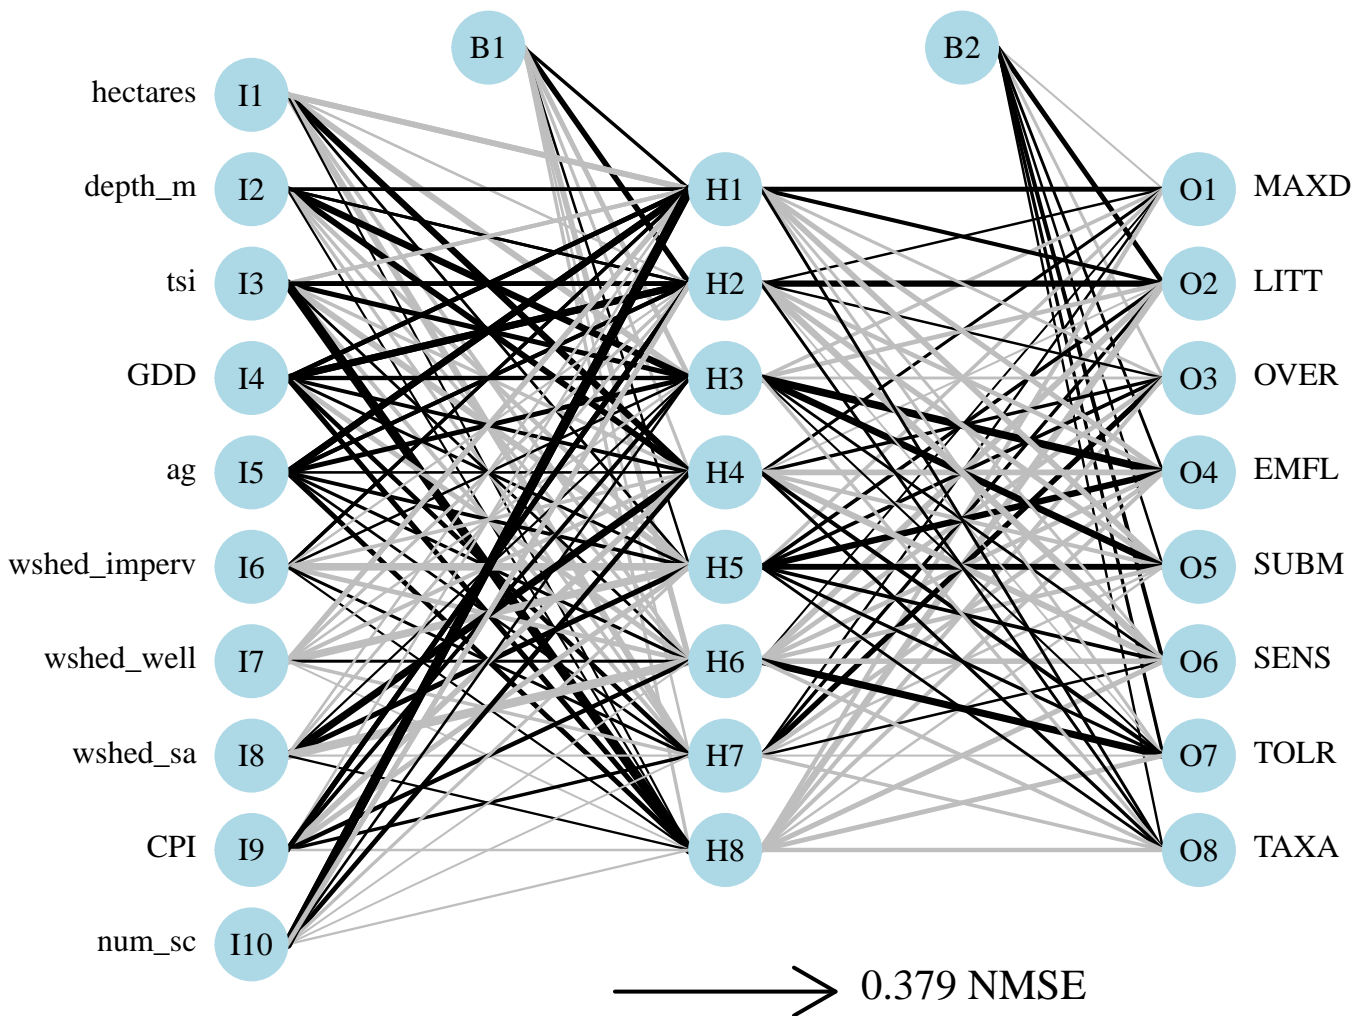 B1
B2
hectares I1
depth_m I2 H1 O1 MAXD
tsi I3 H2 O2 LITT
GDD I4 H3 O3 OVER
ag I5 H4 O4 EMFL
wshed_imperv I6 H5 O5 SUBM
wshed_well I7 H6 O6 SENS
wshed_sa I8 H7 O7 TOLR
CPI I9 H8 O8 TAXA
num_sc I10
0.379 NMSE